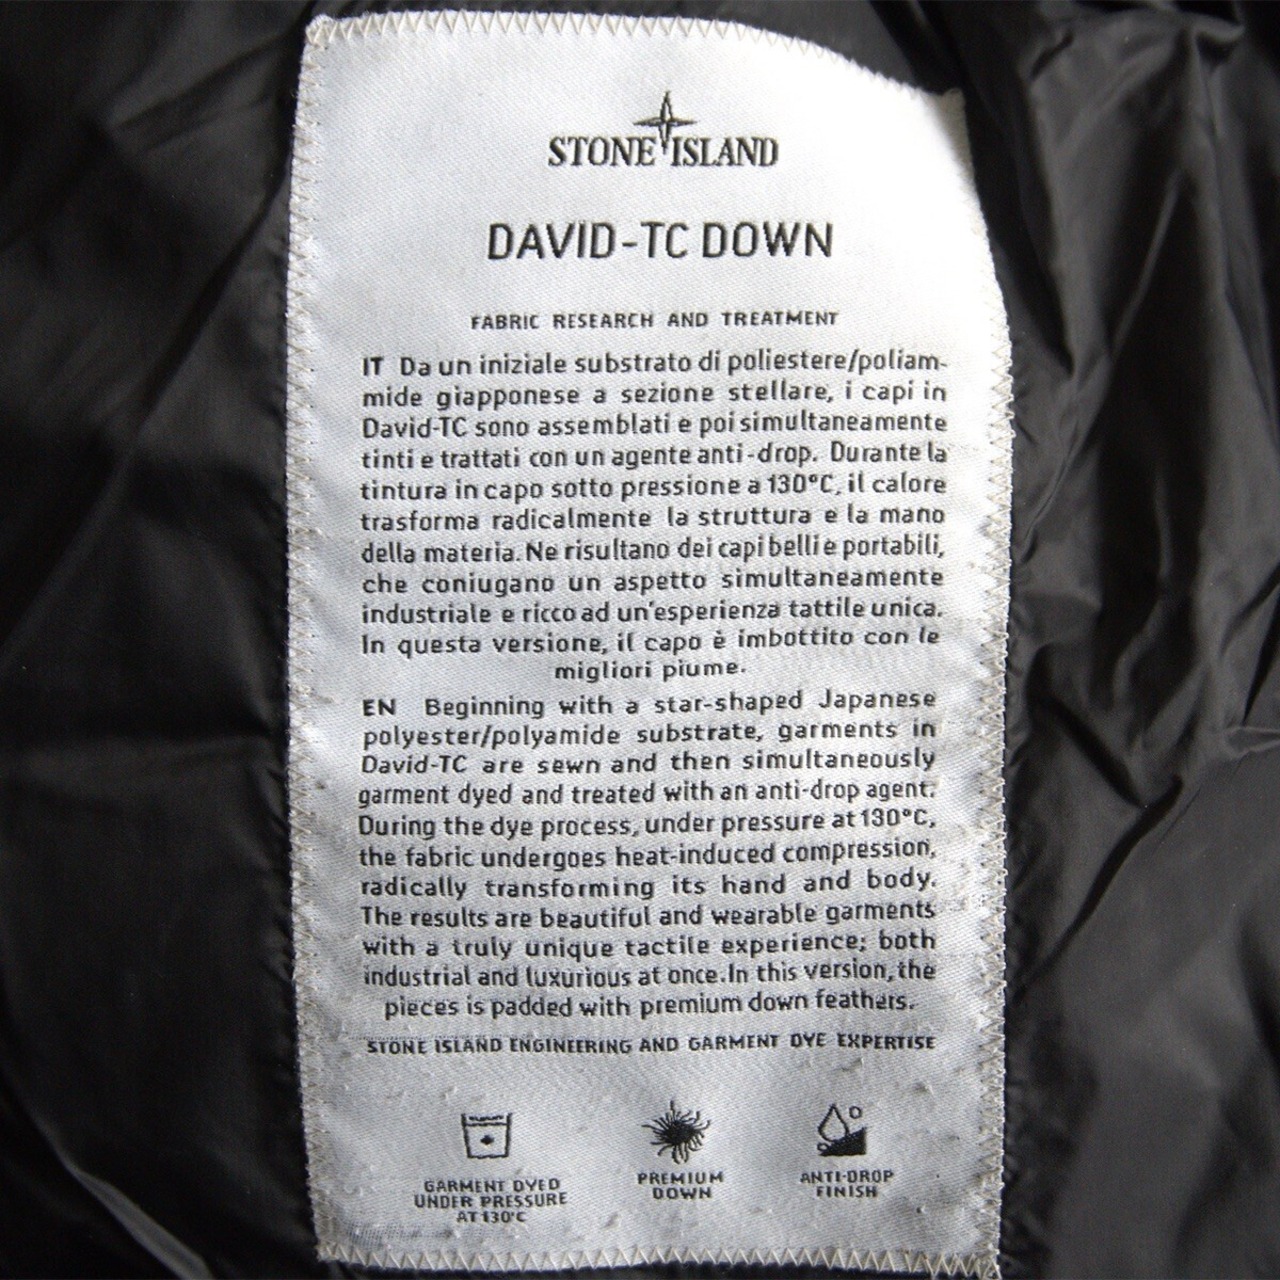 STONE ISLAND
DAVID-TC DOWN
FABRIC RESEARCH AND TREATMENT
IT Da un iniziale substrato di poliestere/poliam-
mide giapponese a sezione stellare, i capi in
David-TC sono assemblati e poi simultaneamente
tinti e trattati con un agente anti-drop. Durante la
tintura in capo sotto pressione a 130°C, il calore
trasforma radicalmente la struttura e la mano
della materia. Ne risultano dei capi belli e portabili,
che coniugano un aspetto simultaneamente
industriale e ricco ad un'esperienza tattile unica.
In questa versione, il capo è imbottito con le
migliori piume.
EN Beginning with a star-shaped Japanese
polyester/polyamide substrate, garments in
David-TC are sewn and then simultaneously
garment dyed and treated with an anti-drop agent.
During the dye process, under pressure at 130°C,
the fabric undergoes heat-induced compression,
radically transforming its hand and body.
The results are beautiful and wearable garments
with a truly unique tactile experience; both
industrial and luxurious at once. In this version, the
pieces is padded with premium down feathers.
STONE ISLAND ENGINEERING AND GARMENT DYE EXPERTISE
GARMENT DYED
UNDER PRESSURE
AT 130°C
PREMIUM
DOWN
ANTI-DROP
FINISH